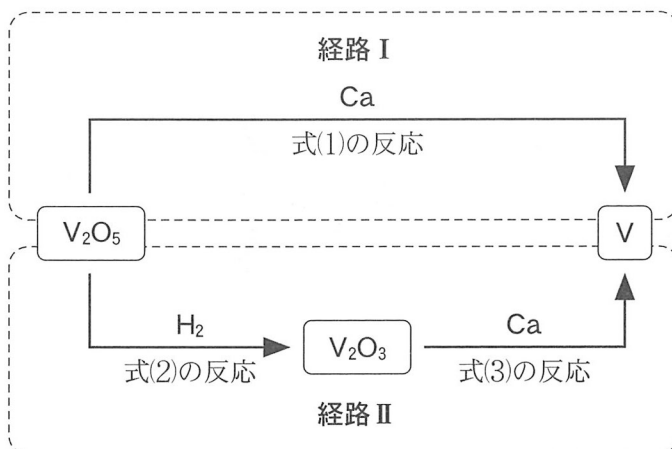 経路 I
Ca
式(1)の反応
V₂O₅
V
H₂
V₂O₃
Ca
式(2)の反応
式(3)の反応
経路 II